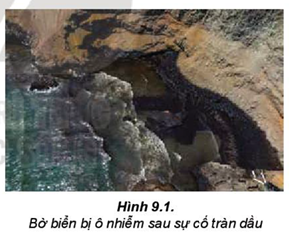 Hình 9.1.
Bờ biển bị ô nhiễm sau sự cố tràn dầu